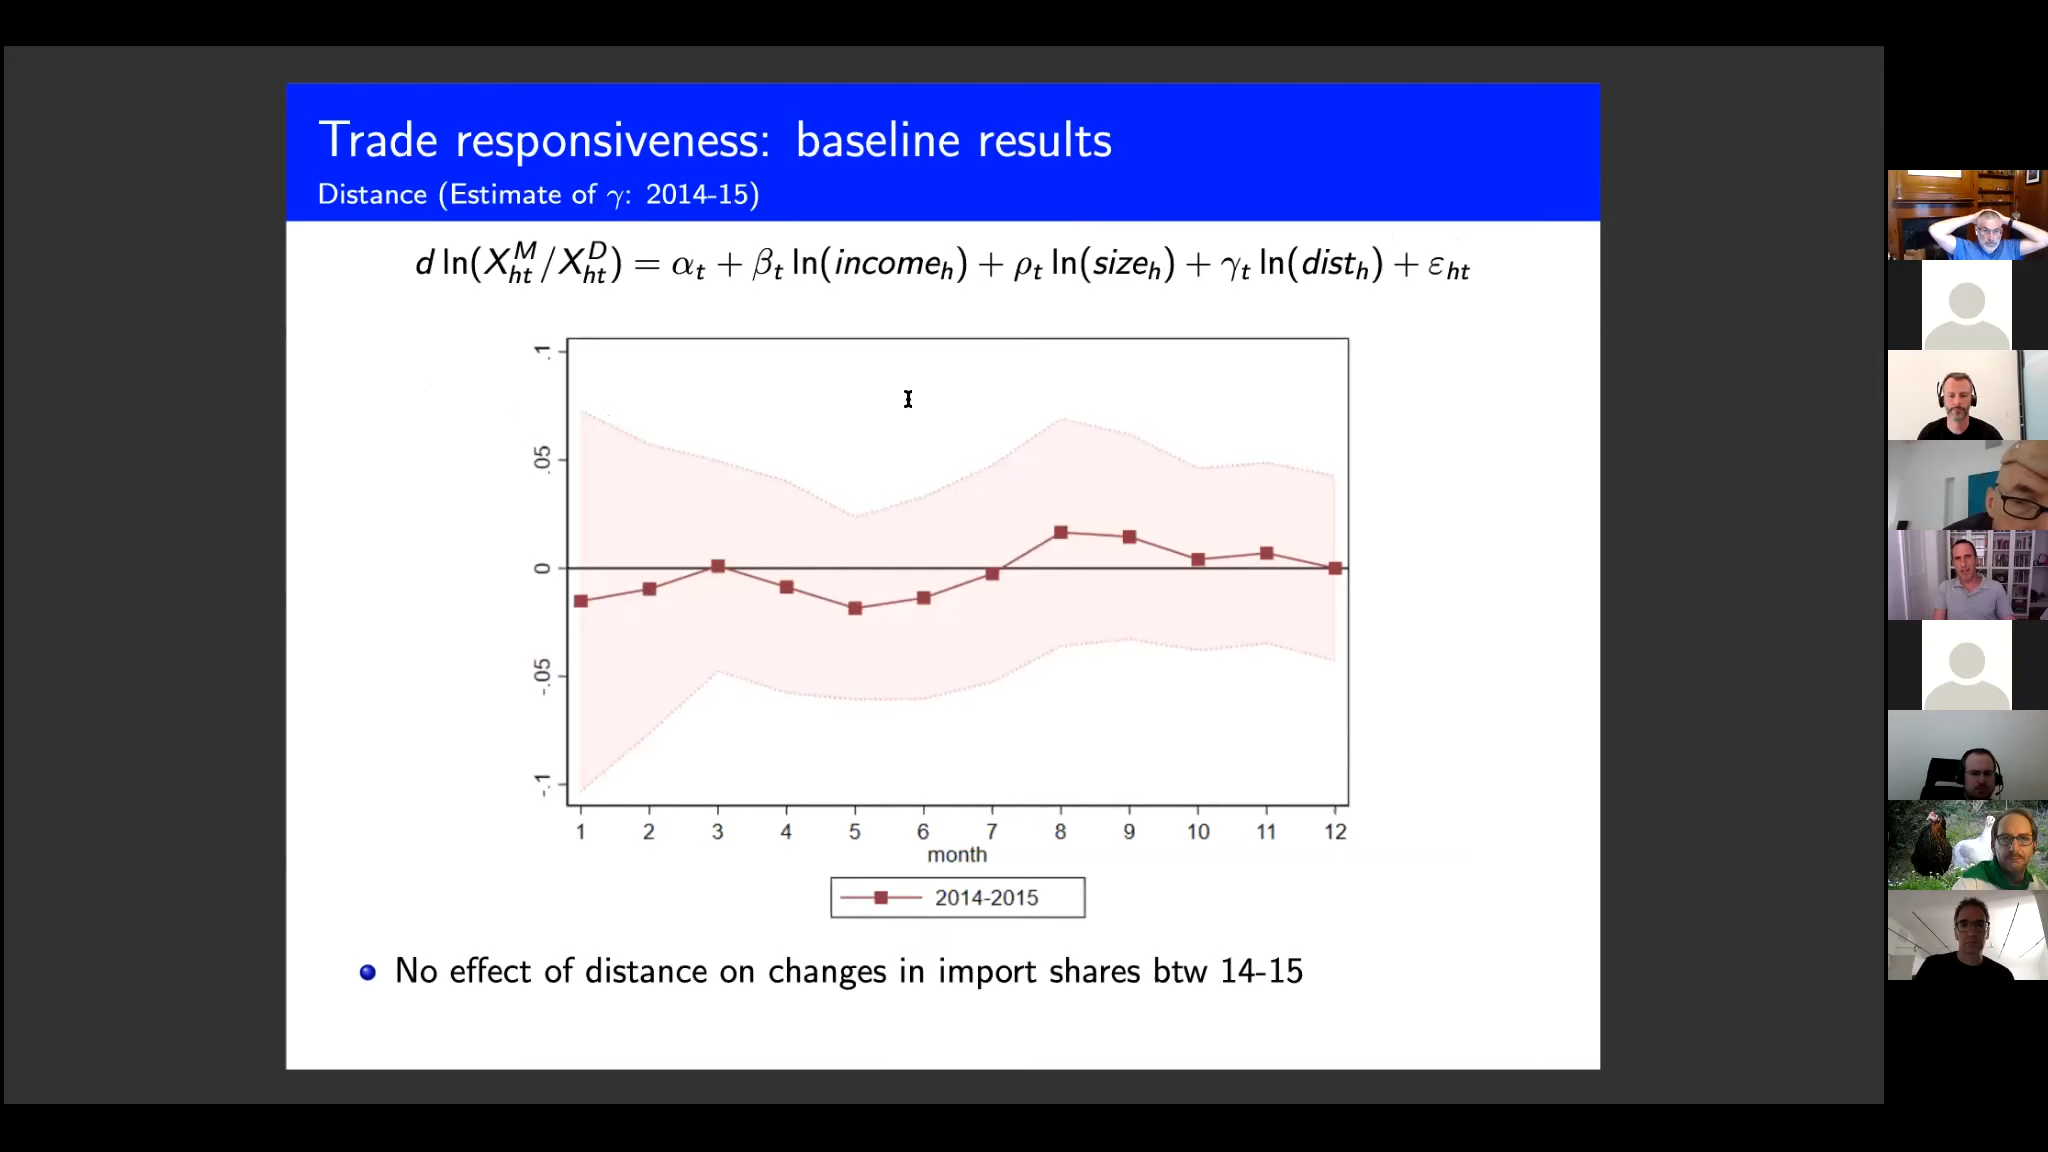 Trade responsiveness: baseline results
Distance (Estimate of γ: 2014-15)
d ln(X^M_ht/X^D_ht) = α_t + β_t ln(income_h) + ρ_t ln(size_h) + γ_t ln(dist_h) + ε_ht
.1
.05
0
-.05
-.1
1 2 3 4 5 6 7 8 9 10 11 12
month
2014-2015
No effect of distance on changes in import shares btw 14-15